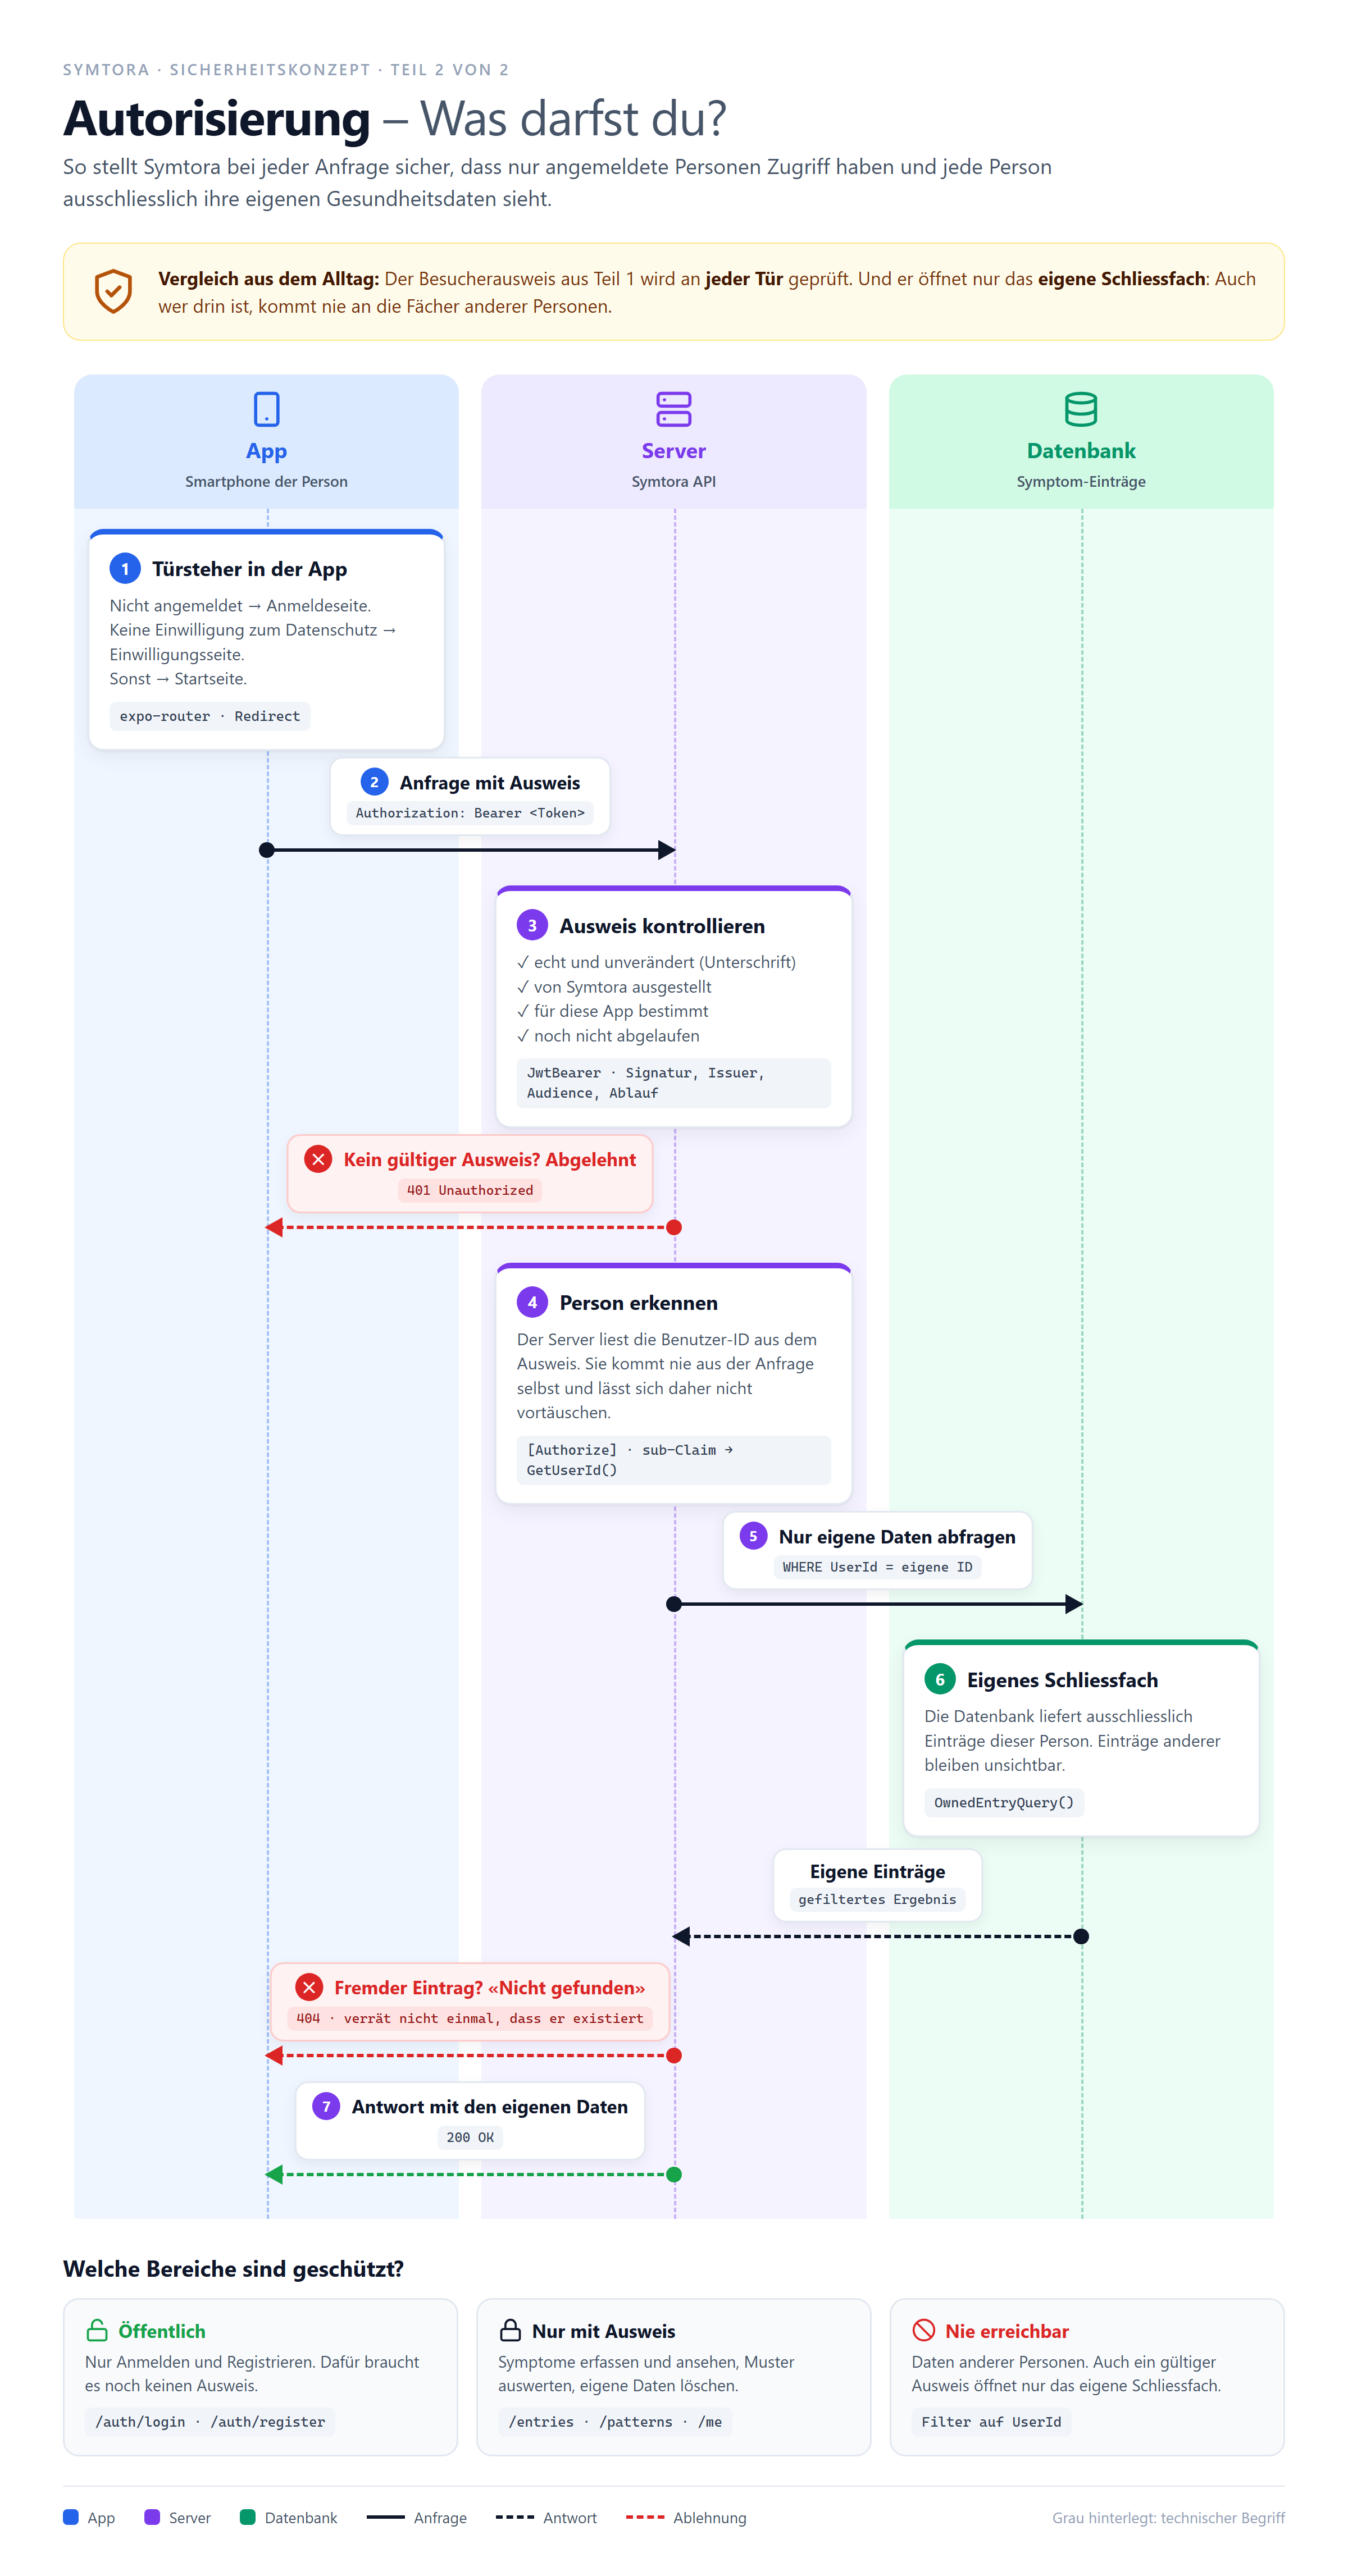 SYMTORA · SICHERHEITSKONZEPT · TEIL 2 VON 2
Autorisierung – Was darfst du?
So stellt Symtora bei jeder Anfrage sicher, dass nur angemeldete Personen Zugriff haben und jede Person
ausschliesslich ihre eigenen Gesundheitsdaten sieht.
Vergleich aus dem Alltag: Der Besucherausweis aus Teil 1 wird an jeder Tür geprüft. Und er öffnet nur das eigene Schliessfach: Auch
wer drin ist, kommt nie an die Fächer anderer Personen.
App
Smartphone der Person
Server
Symtora API
Datenbank
Symptom-Einträge
1 Türsteher in der App
Nicht angemeldet → Anmeldeseite.
Keine Einwilligung zum Datenschutz →
Einwilligungsseite.
Sonst → Startseite.
expo-router · Redirect
2 Anfrage mit Ausweis
Authorization: Bearer <Token>
3 Ausweis kontrollieren
✓ echt und unverändert (Unterschrift)
✓ von Symtora ausgestellt
✓ für diese App bestimmt
✓ noch nicht abgelaufen
JwtBearer · Signatur, Issuer,
Audience, Ablauf
Kein gültiger Ausweis? Abgelehnt
401 Unauthorized
4 Person erkennen
Der Server liest die Benutzer-ID aus dem
Ausweis. Sie kommt nie aus der Anfrage
selbst und lässt sich daher nicht
vortäuschen.
[Authorize] · sub-Claim →
GetUserId()
5 Nur eigene Daten abfragen
WHERE UserId = eigene ID
6 Eigenes Schliessfach
Die Datenbank liefert ausschliesslich
Einträge dieser Person. Einträge anderer
bleiben unsichtbar.
OwnedEntryQuery()
Eigene Einträge
gefiltertes Ergebnis
Fremder Eintrag? «Nicht gefunden»
404 · verrät nicht einmal, dass er existiert
7 Antwort mit den eigenen Daten
200 OK
Welche Bereiche sind geschützt?
Öffentlich
Nur Anmelden und Registrieren. Dafür braucht
es noch keinen Ausweis.
/auth/login · /auth/register
Nur mit Ausweis
Symptome erfassen und ansehen, Muster
auswerten, eigene Daten löschen.
/entries · /patterns · /me
Nie erreichbar
Daten anderer Personen. Auch ein gültiger
Ausweis öffnet nur das eigene Schliessfach.
Filter auf UserId
App Server Datenbank Anfrage Antwort Ablehnung Grau hinterlegt: technischer Begriff